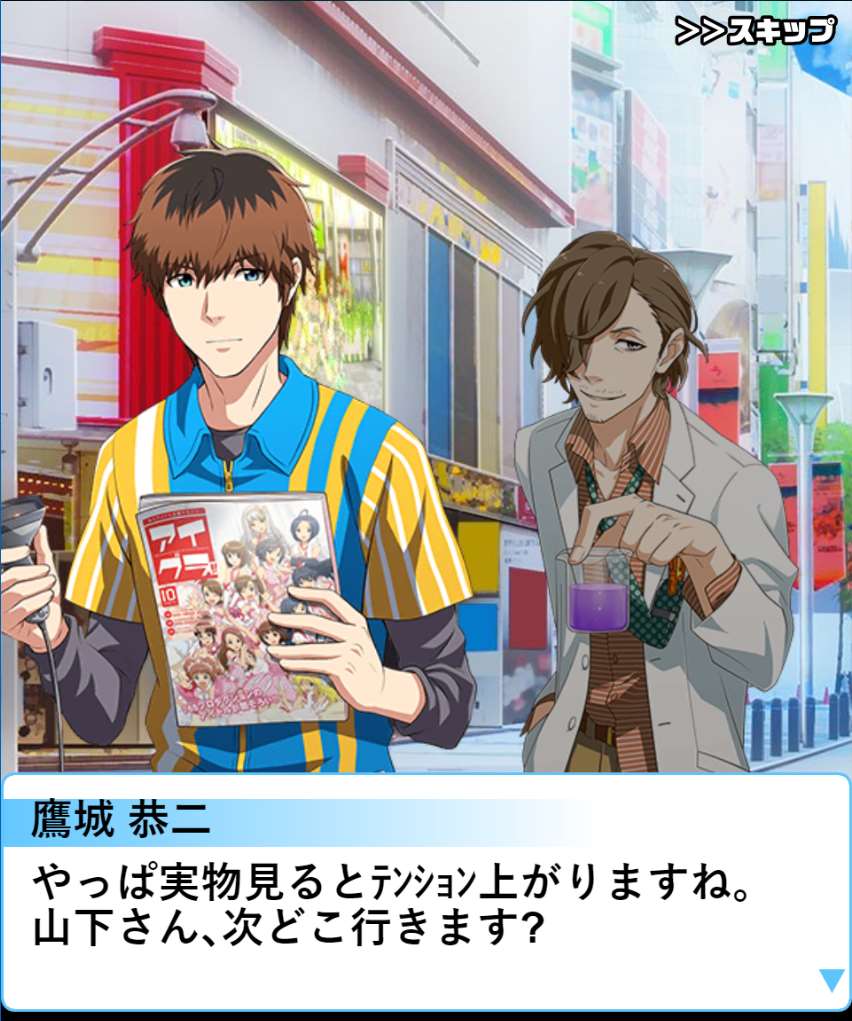 >>スキップ
アイ
グラ
10
鷹城 恭二
やっぱ実物見るとﾃﾝｼｮﾝ上がりますね。
山下さん､次どこ行きます?